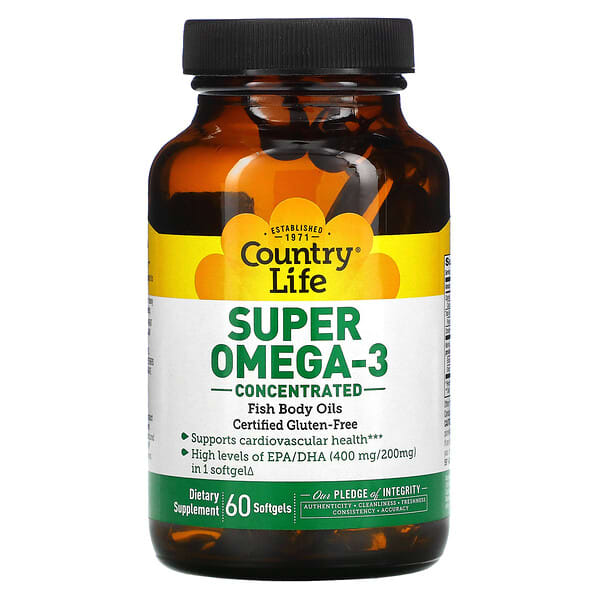 ESTABLISHED
1971
Country®
Life
SUPER
OMEGA-3
CONCENTRATED
Fish Body Oils
Certified Gluten-Free
▸ Supports cardiovascular health***
▸ High levels of EPA/DHA (400 mg/200mg)
in 1 softgelΔ
Dietary
Supplement
60 Softgels
Our PLEDGE of INTEGRITY
AUTHENTICITY • CLEANLINESS • FRESHNESS
CONSISTENCY • ACCURACY